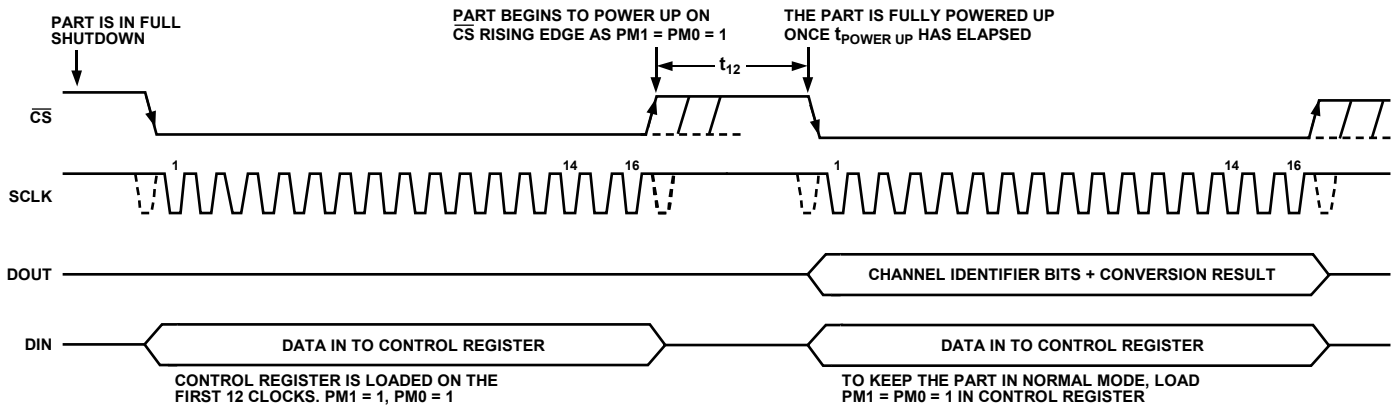 PART IS IN FULL
SHUTDOWN
PART BEGINS TO POWER UP ON
CS RISING EDGE AS PM1 = PM0 = 1
THE PART IS FULLY POWERED UP
ONCE tPOWER UP HAS ELAPSED
t12
CS
1
14
16
1
14
16
SCLK
DOUT
CHANNEL IDENTIFIER BITS + CONVERSION RESULT
DIN
DATA IN TO CONTROL REGISTER
DATA IN TO CONTROL REGISTER
CONTROL REGISTER IS LOADED ON THE
FIRST 12 CLOCKS. PM1 = 1, PM0 = 1
TO KEEP THE PART IN NORMAL MODE, LOAD
PM1 = PM0 = 1 IN CONTROL REGISTER